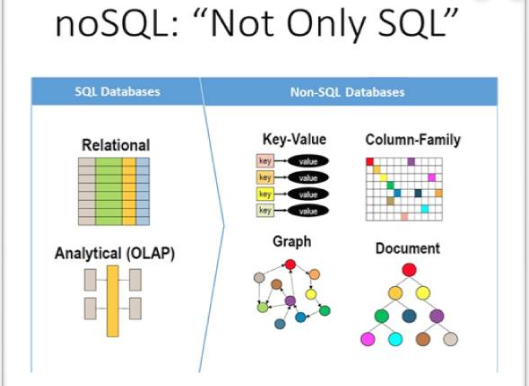 noSQL: “Not Only SQL”
SQL Databases
Non-SQL Databases
Relational
Analytical (OLAP)
Key-Value
key value
key value
key value
key value
Column-Family
Graph
Document